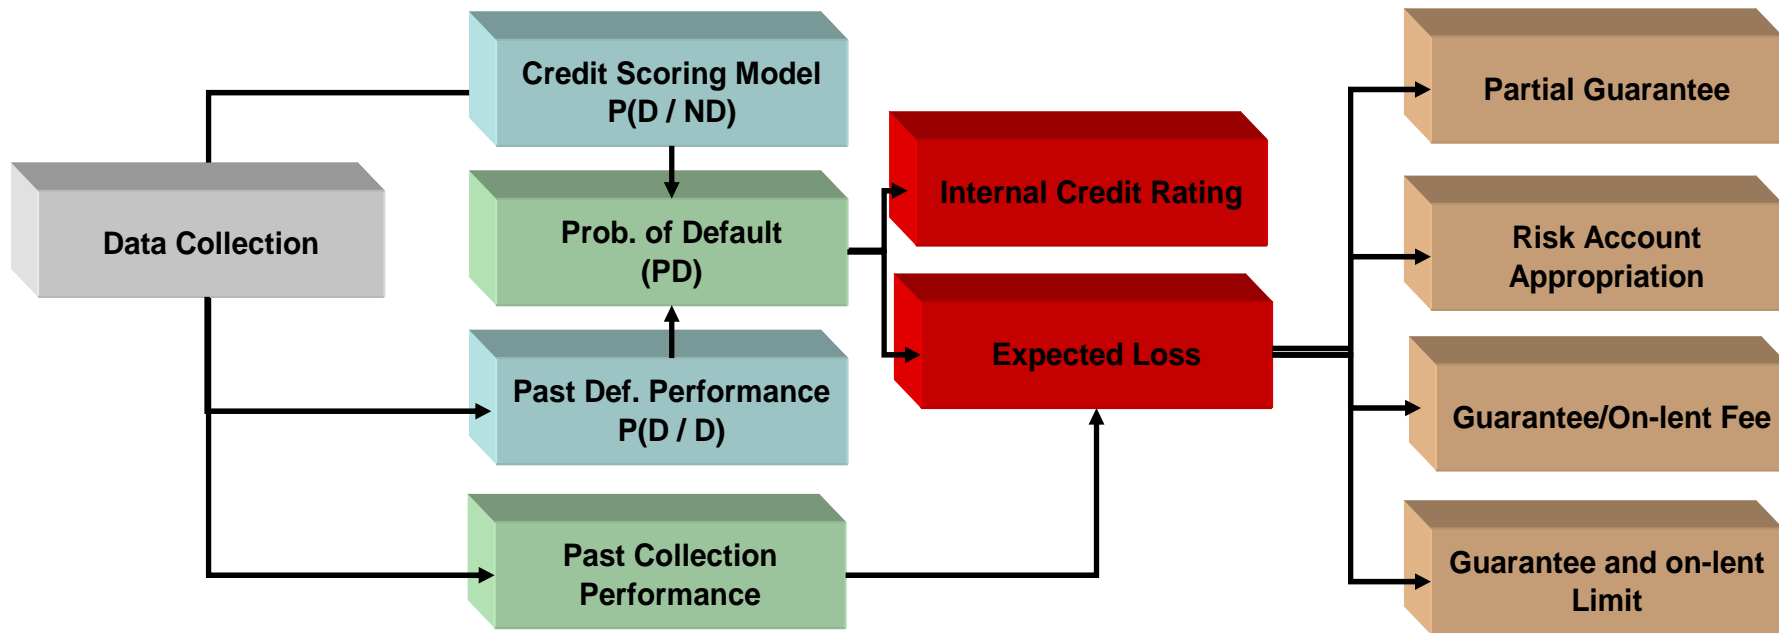 Data Collection
Credit Scoring Model
P(D / ND)
Prob. of Default
(PD)
Past Def. Performance
P(D / D)
Past Collection
Performance
Internal Credit Rating
Expected Loss
Partial Guarantee
Risk Account
Appropriation
Guarantee/On-lent Fee
Guarantee and on-lent
Limit